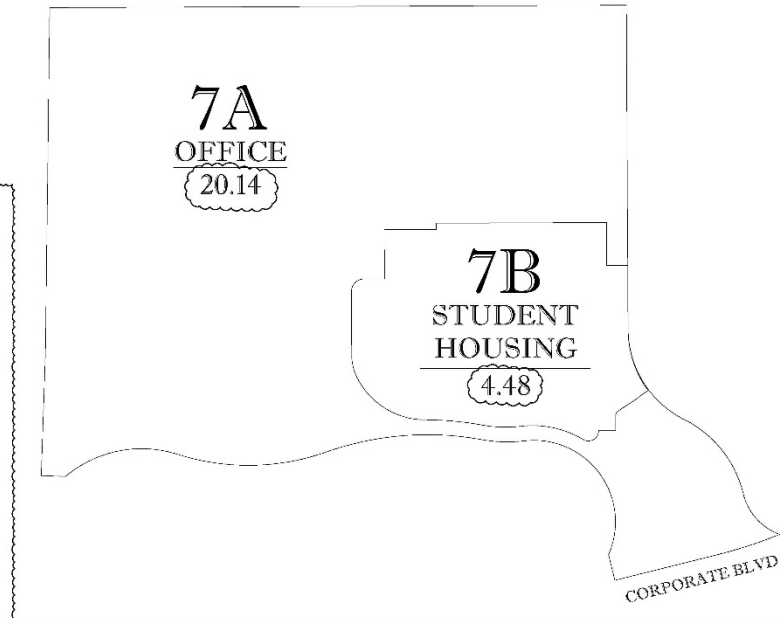 7A
OFFICE
20.14
7B
STUDENT
HOUSING
4.48
CORPORATE BLVD